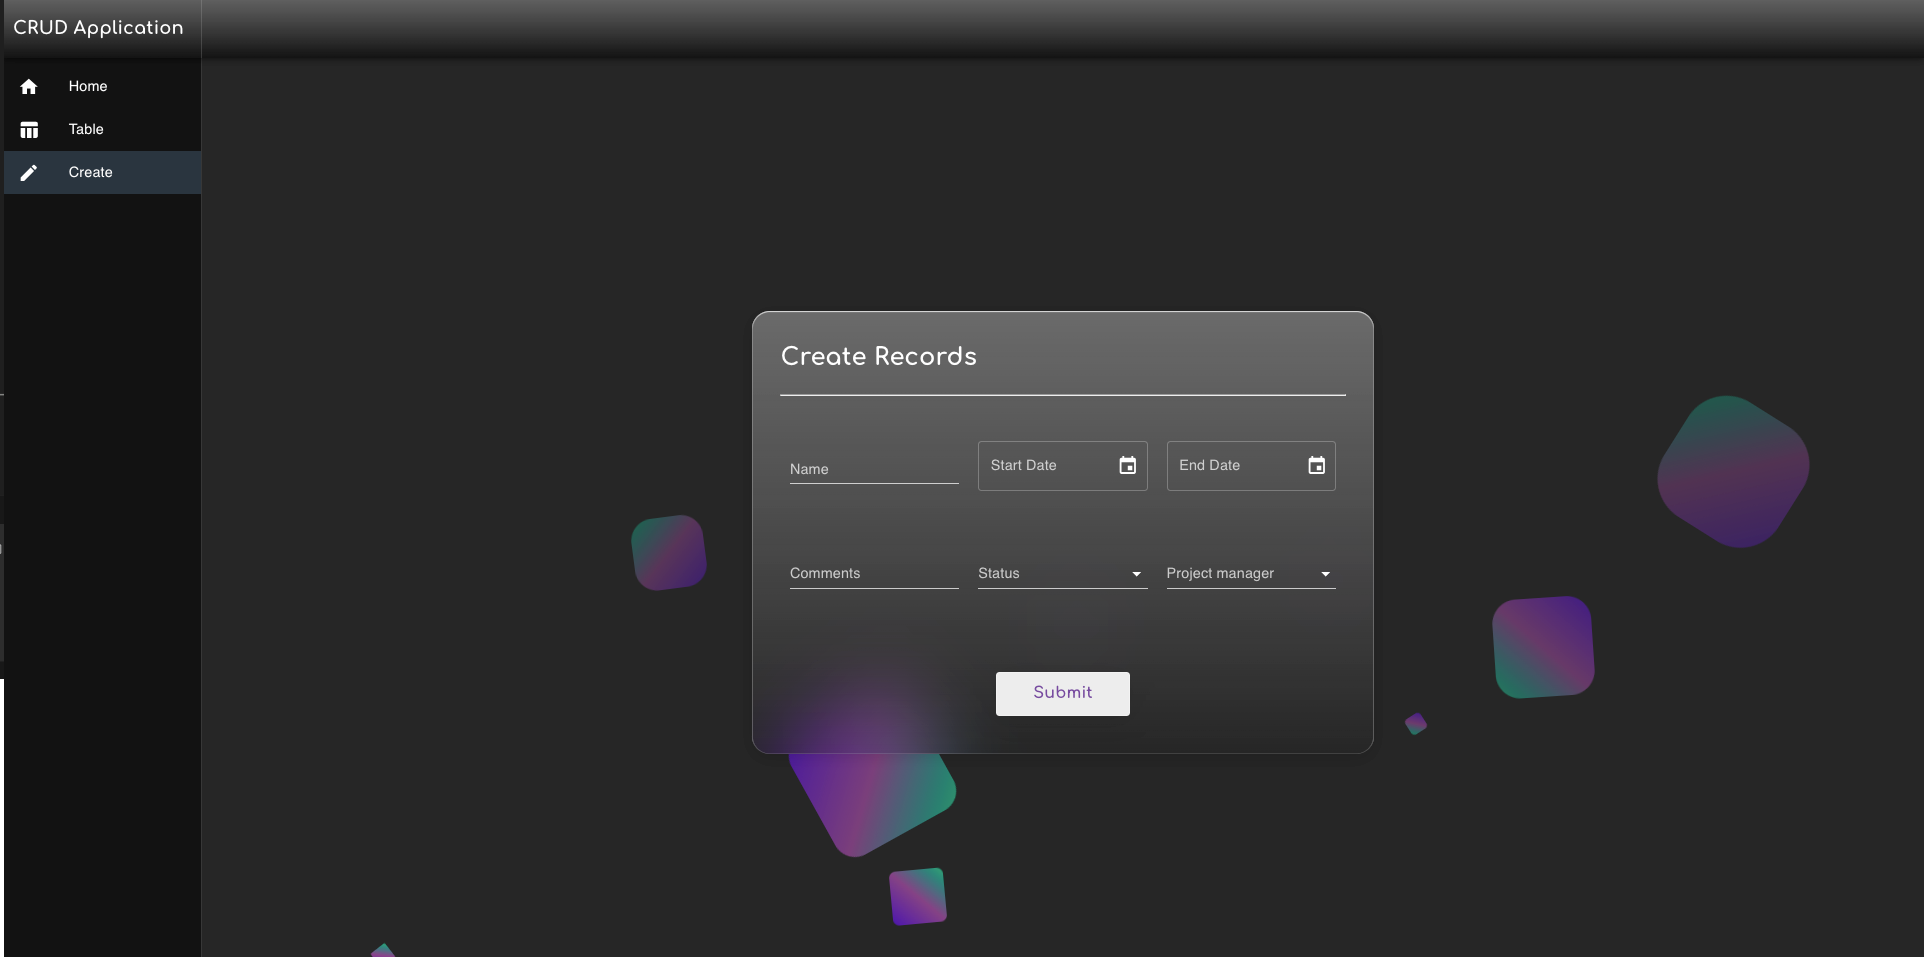 CRUD Application
Home
Table
Create
Create Records
Name
Start Date
End Date
Comments
Status
Project manager
Submit